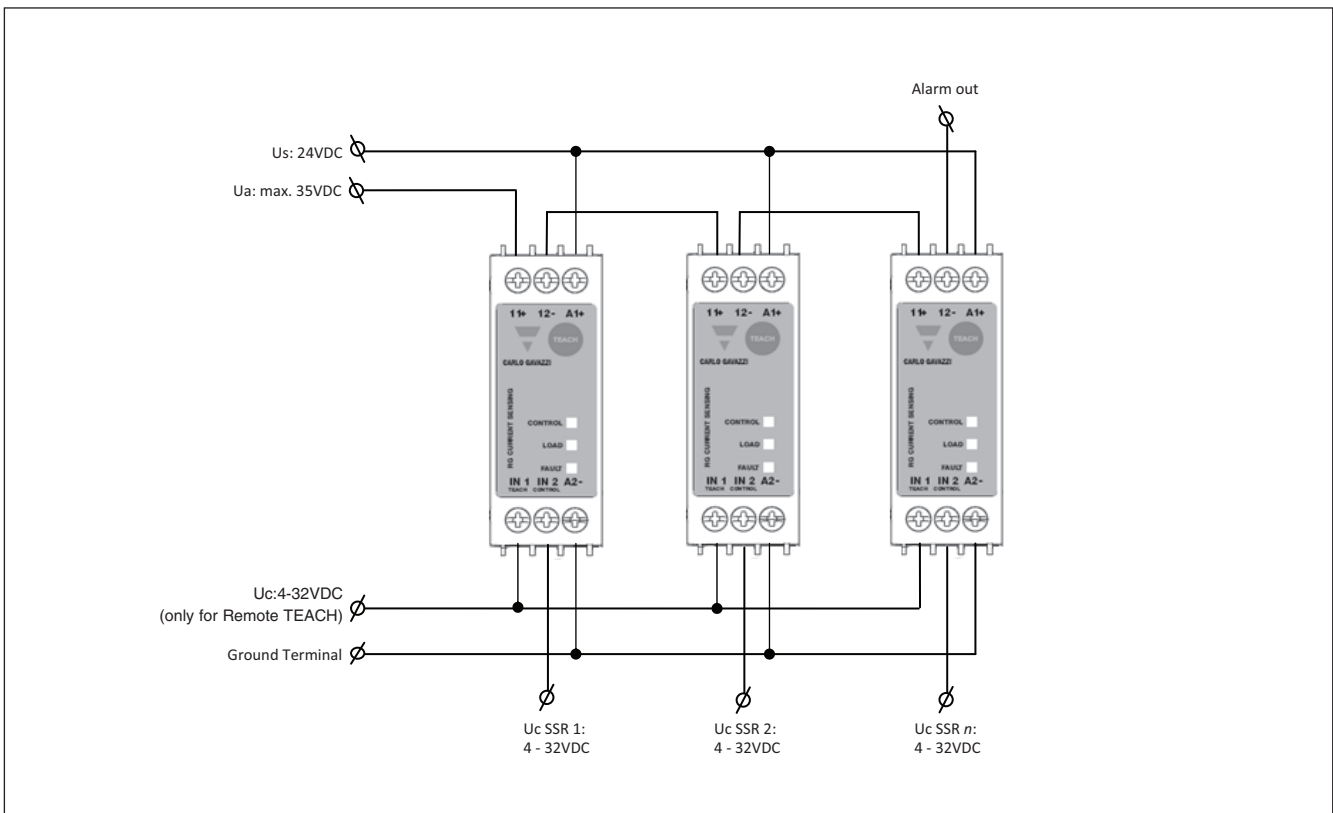 Alarm out
Us: 24VDC
Ua: max. 35VDC
11+ 12- A1+
TEACH
CARLO GAVAZZI
RG CURRENT SENSING
CONTROL
LOAD
FAULT
IN 1 IN 2 A2-
TEACH CONTROL
11+ 12- A1+
TEACH
CARLO GAVAZZI
RG CURRENT SENSING
CONTROL
LOAD
FAULT
IN 1 IN 2 A2-
TEACH CONTROL
11+ 12- A1+
TEACH
CARLO GAVAZZI
RG CURRENT SENSING
CONTROL
LOAD
FAULT
IN 1 IN 2 A2-
TEACH CONTROL
Uc:4-32VDC
(only for Remote TEACH)
Ground Terminal
Uc SSR 1:
4 - 32VDC
Uc SSR 2:
4 - 32VDC
Uc SSR n:
4 - 32VDC